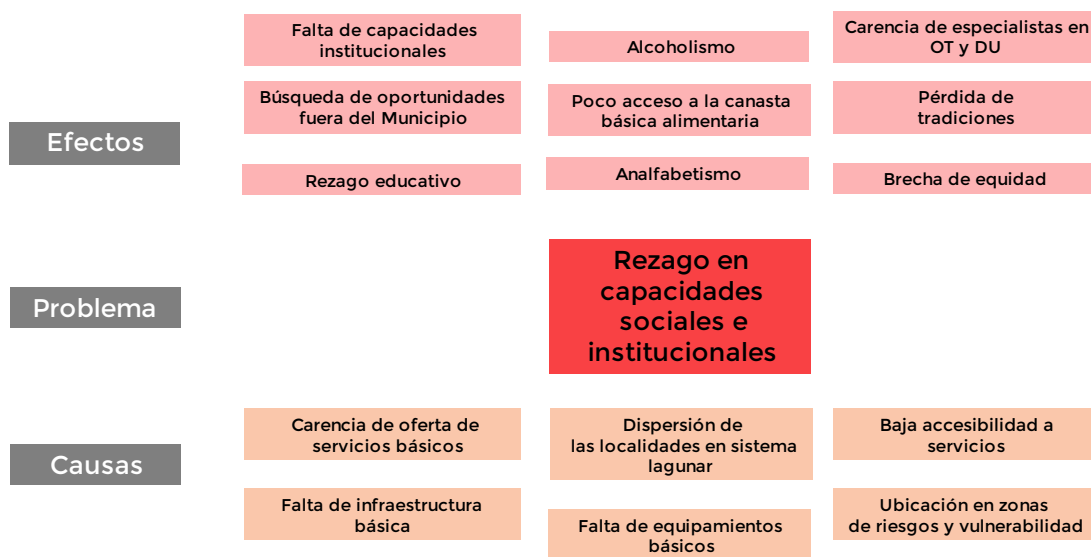 Efectos
Falta de capacidades
institucionales
Alcoholismo
Carencia de especialistas en
OT y DU
Búsqueda de oportunidades
fuera del Municipio
Poco acceso a la canasta
básica alimentaria
Pérdida de
tradiciones
Rezago educativo
Analfabetismo
Brecha de equidad
Problema
Rezago en
capacidades
sociales e
institucionales
Causas
Carencia de oferta de
servicios básicos
Dispersión de
las localidades en sistema
lagunar
Baja accesibilidad a
servicios
Falta de infraestructura
básica
Falta de equipamientos
básicos
Ubicación en zonas
de riesgos y vulnerabilidad